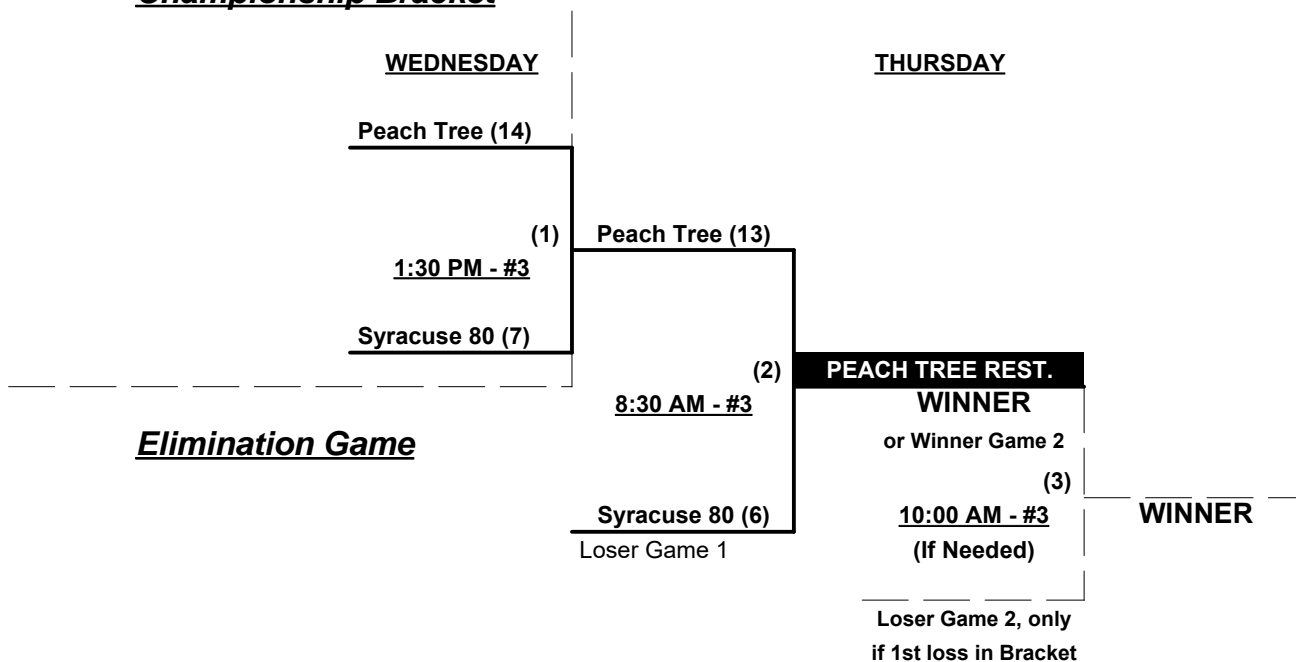 Championship Bracket
WEDNESDAY THURSDAY
Peach Tree (14)
(1) Peach Tree (13)
1:30 PM - #3
Syracuse 80 (7)
(2) PEACH TREE REST.
8:30 AM - #3 WINNER
Elimination Game or Winner Game 2
(3)
Syracuse 80 (6) 10:00 AM - #3 WINNER
Loser Game 1 (If Needed)
Loser Game 2, only
if 1st loss in Bracket